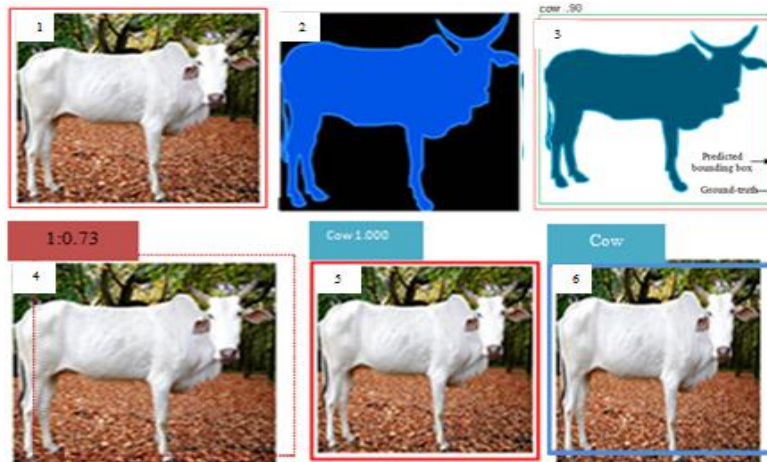 1
2
cow .90
3
Predicted
bounding box
Ground-truth
1:0.73
4
Cow 1.000
5
Cow
6